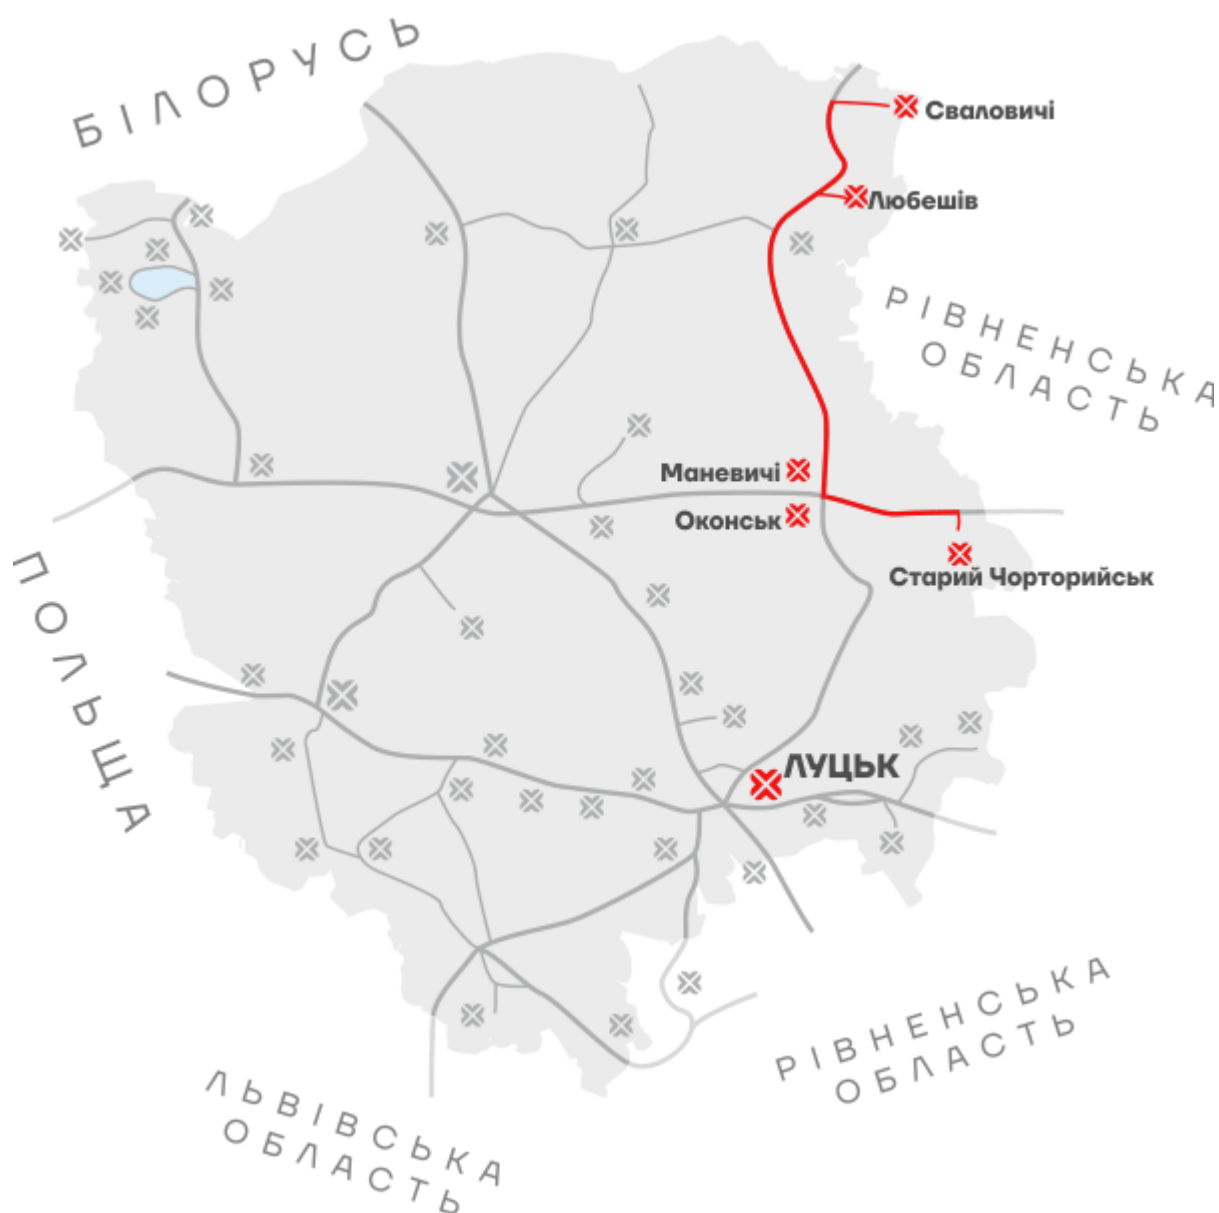 БІЛОРУСЬ
Сваловичі
Любешів
РІВНЕНСЬКА
ОБЛАСТЬ
Маневичі
Оконськ
Старий Чорторийськ
ПОЛЬЩА
ЛУЦЬК
РІВНЕНСЬКА
ОБЛАСТЬ
ЛЬВІВСЬКА
ОБЛАСТЬ